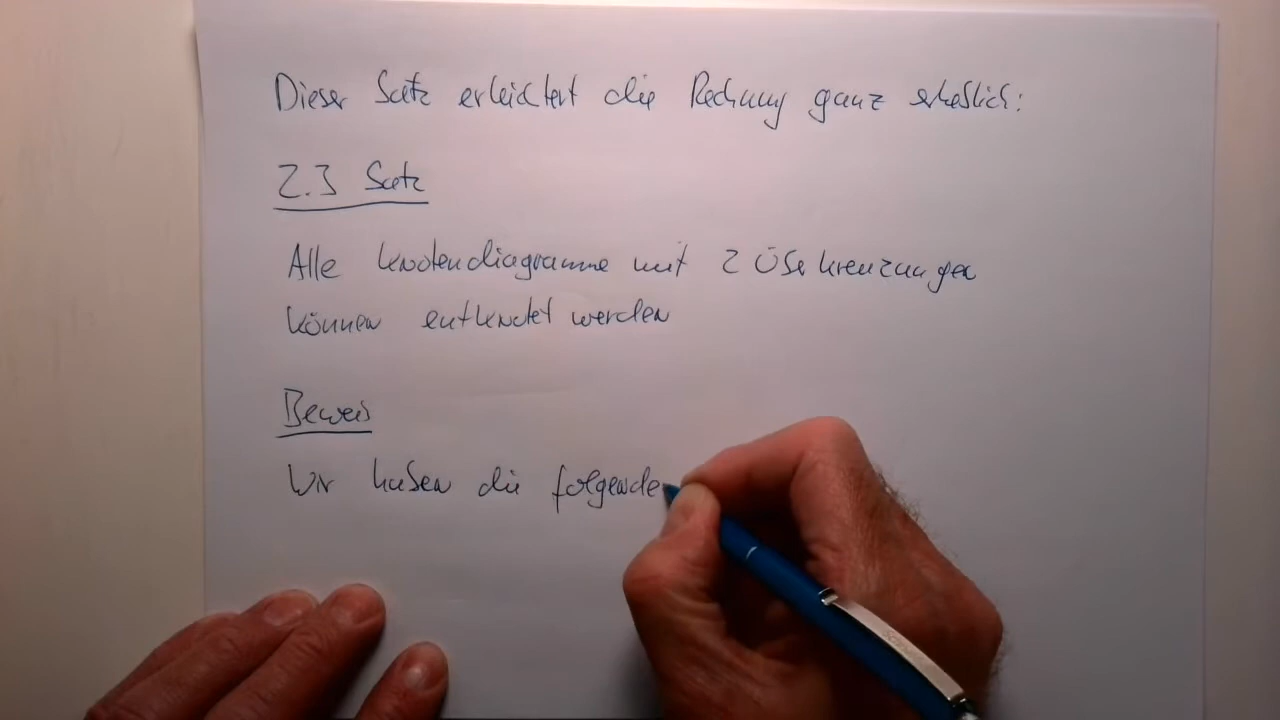 Dieser Satz erleichtert die Rechnung ganz erheblich:
2.3 Satz
Alle Knotendiagramme mit 2 Überkreuzungen
können entknotet werden
Beweis
Wir haben die folgende